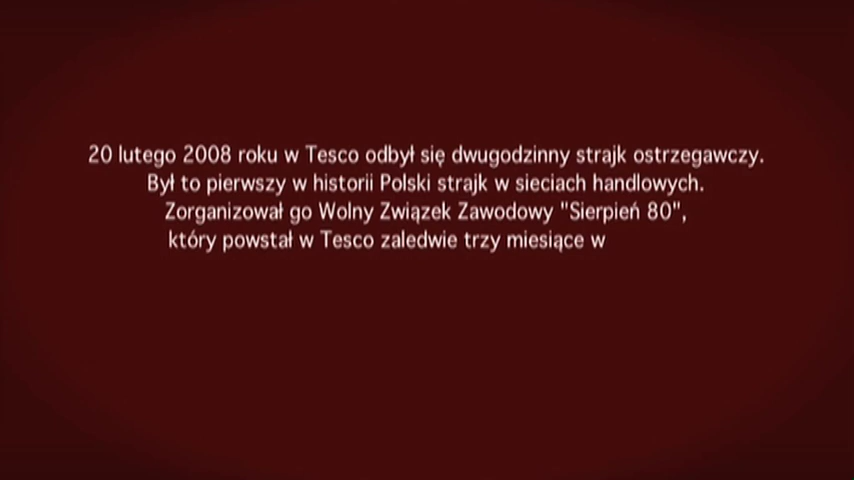 20 lutego 2008 roku w Tesco odbył się dwugodzinny strajk ostrzegawczy.
Był to pierwszy w historii Polski strajk w sieciach handlowych.
Zorganizował go Wolny Związek Zawodowy "Sierpień 80",
który powstał w Tesco zaledwie trzy miesiące w